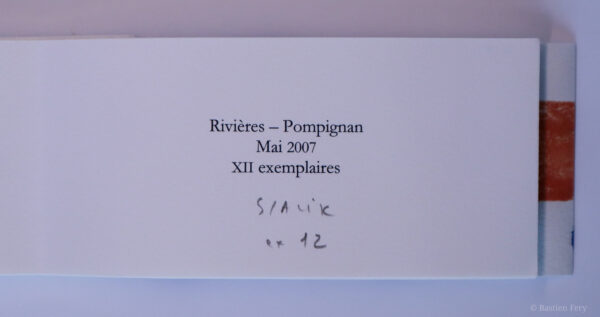 Rivières – Pompignan
Mai 2007
XII exemplaires
ex 12
© Bastien Fery